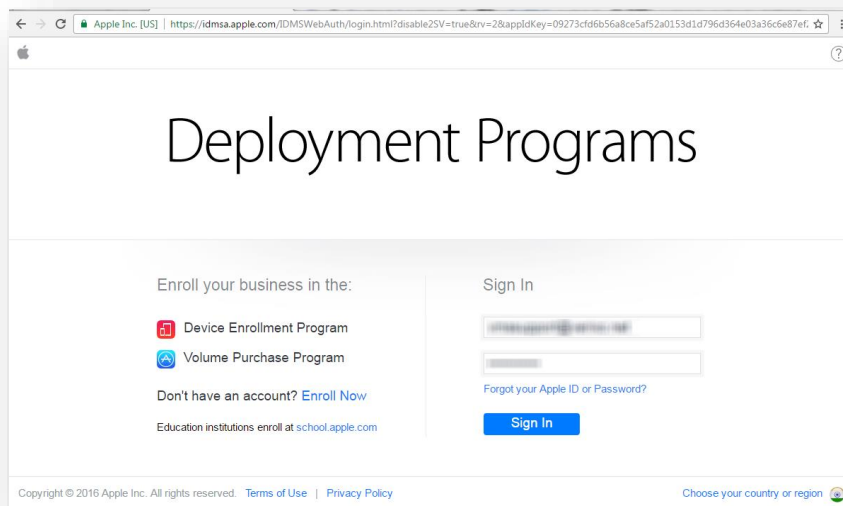 Apple Inc. [US] | https://idmsa.apple.com/IDMSWebAuth/login.html?disable2SV=true&rv=2&appIdKey=09273cfd6b56a8ce5af52a0153d1d796d364e03a36c6e87ef2
Deployment Programs
Enroll your business in the:
Device Enrollment Program
Volume Purchase Program
Don't have an account? Enroll Now
Education institutions enroll at school.apple.com
Sign In
Forgot your Apple ID or Password?
Sign In
Copyright © 2016 Apple Inc. All rights reserved. Terms of Use | Privacy Policy
Choose your country or region